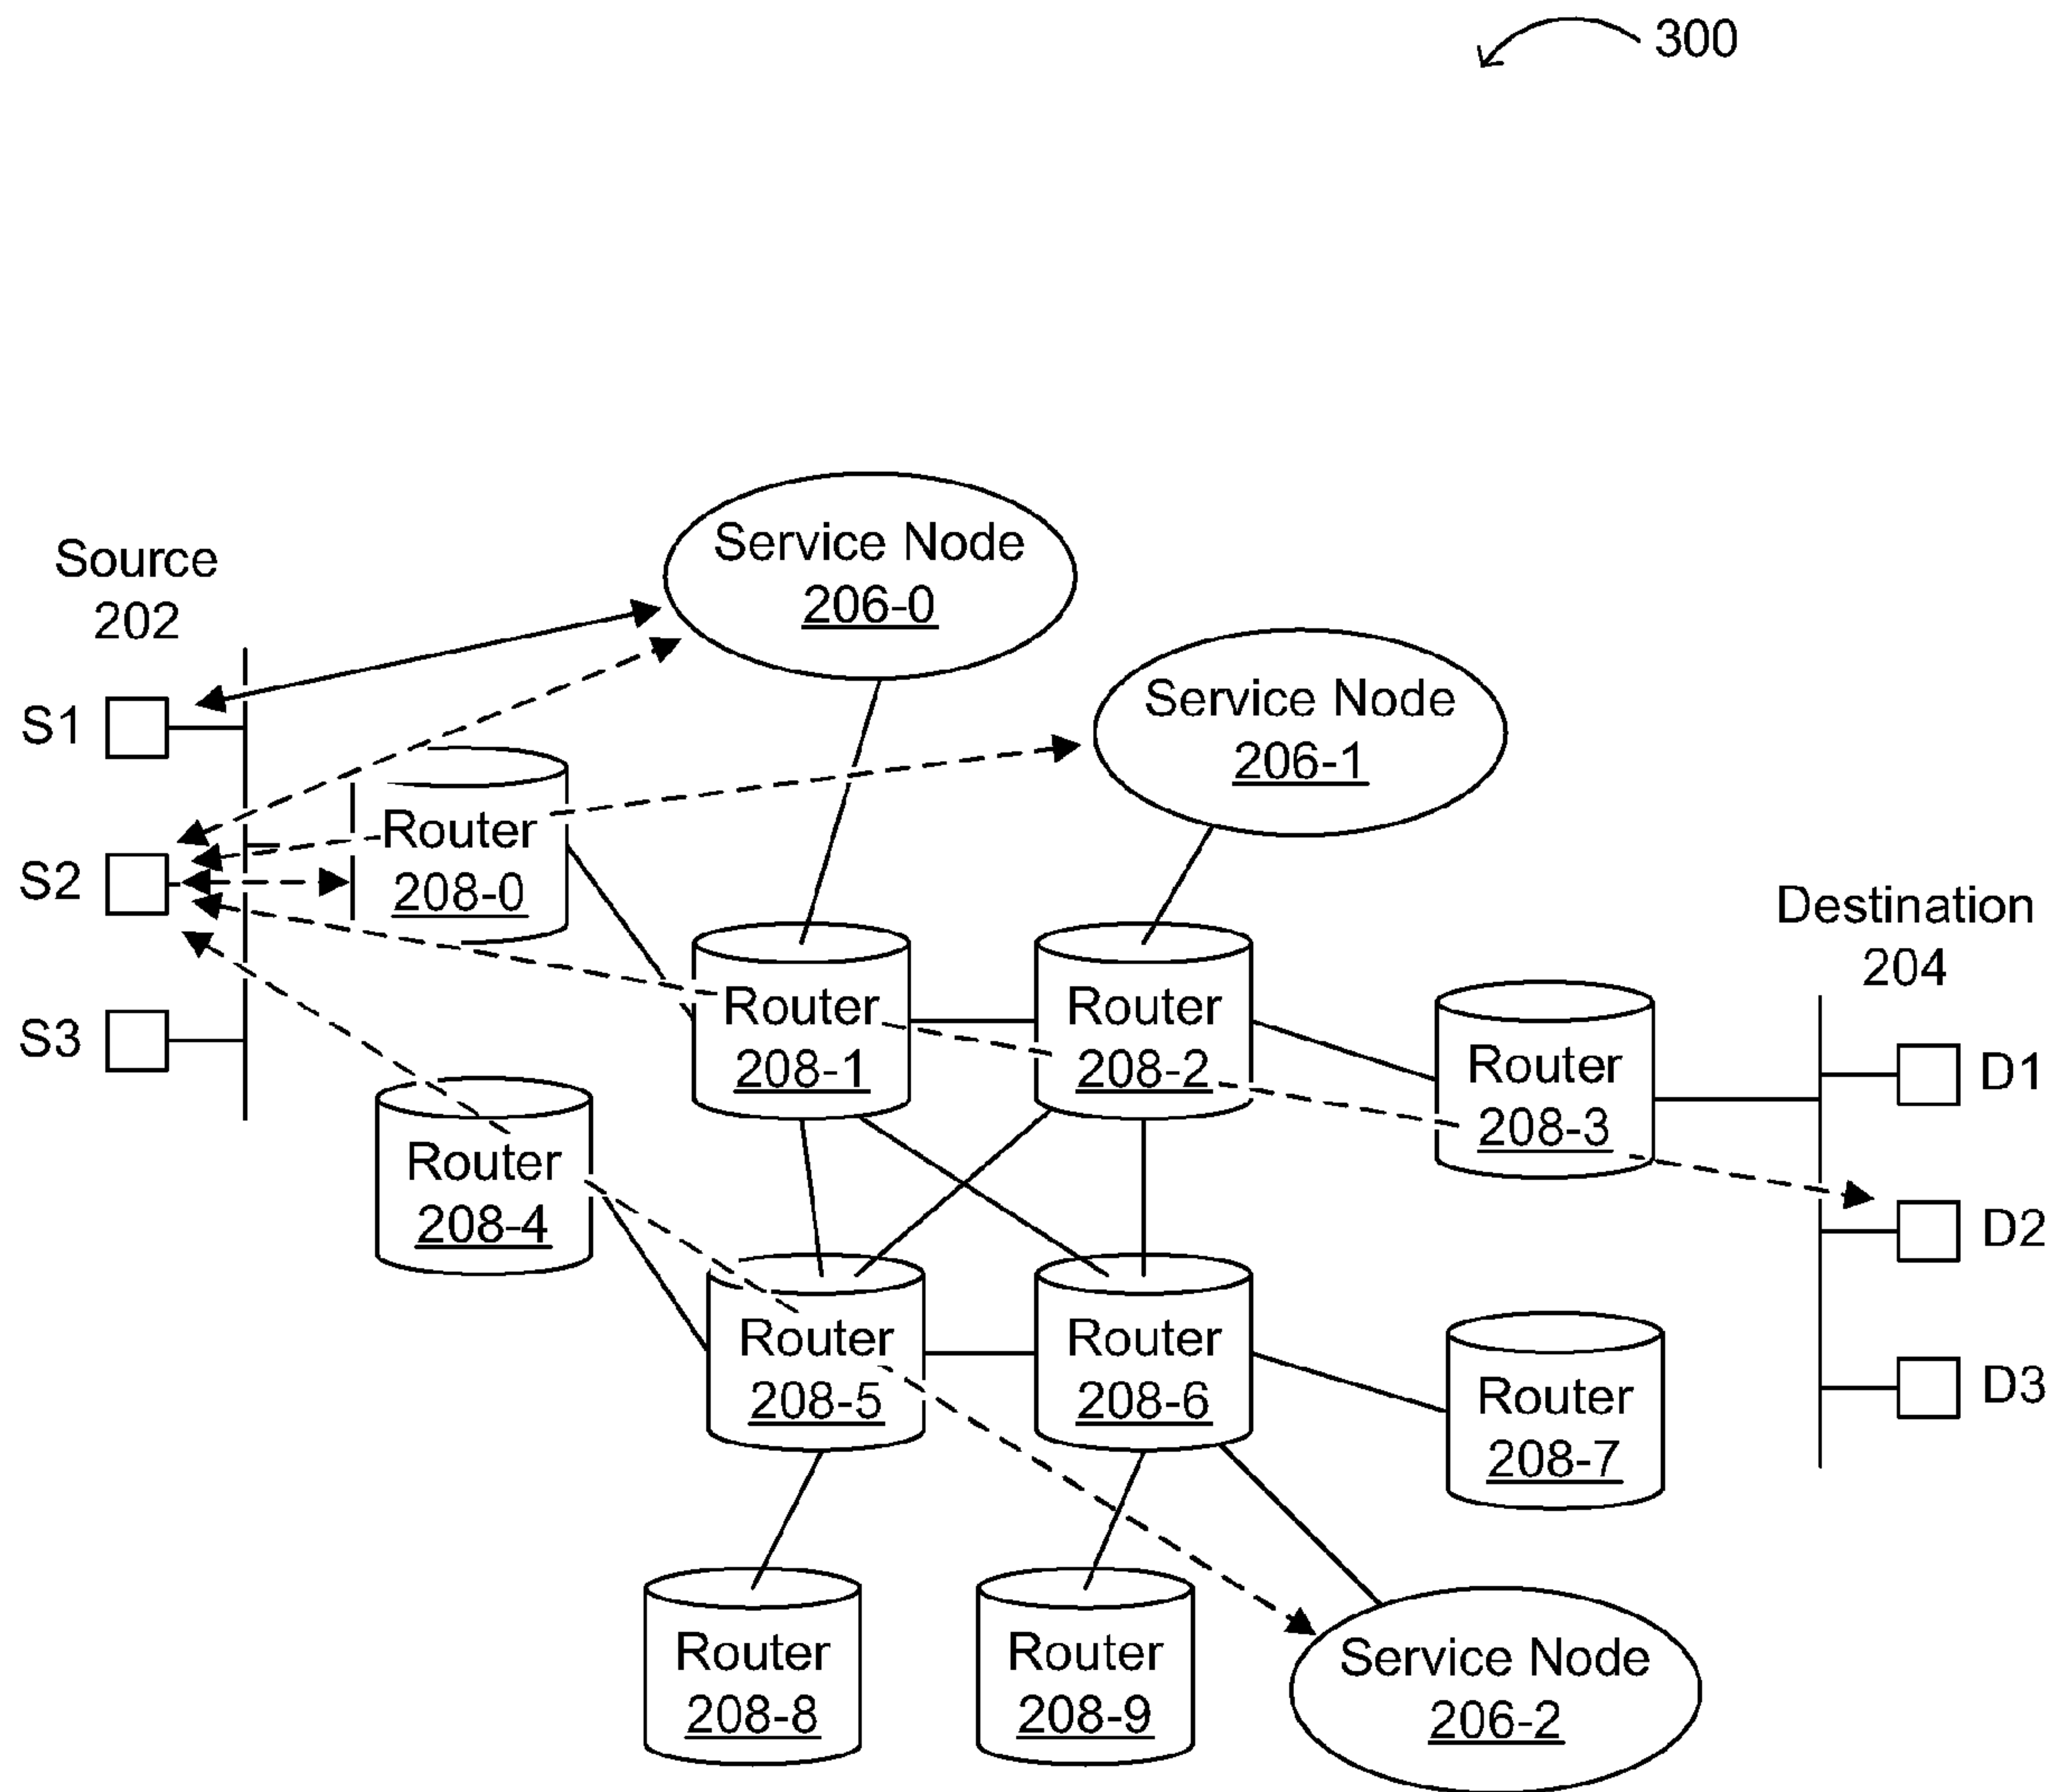 300
Service Node
206-0
Source
202
Service Node
206-1
S1
Router
208-0
S2
Destination
204
S3
Router
208-1
Router
208-2
Router
208-3
D1
Router
208-4
D2
Router
208-5
Router
208-6
Router
208-7
D3
Router
208-8
Router
208-9
Service Node
206-2